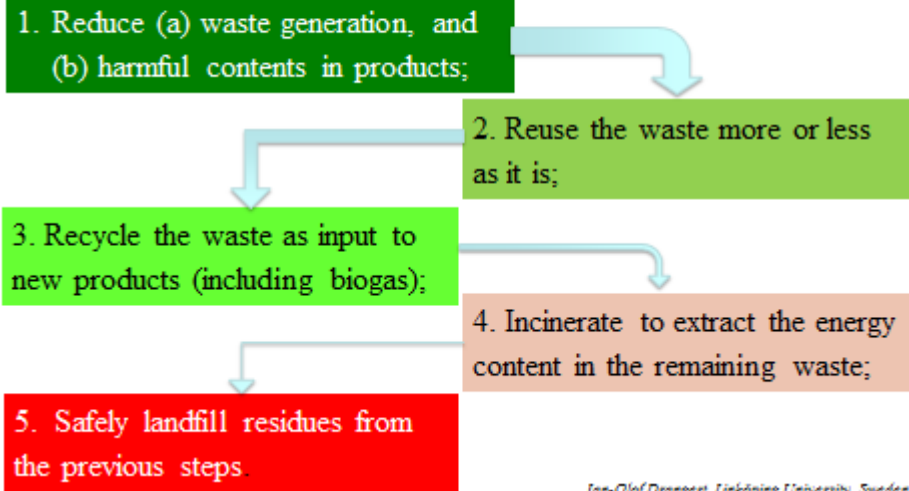 1. Reduce (a) waste generation, and
(b) harmful contents in products;
2. Reuse the waste more or less
as it is;
3. Recycle the waste as input to
new products (including biogas);
4. Incinerate to extract the energy
content in the remaining waste;
5. Safely landfill residues from
the previous steps.
Linköping University, Sweden